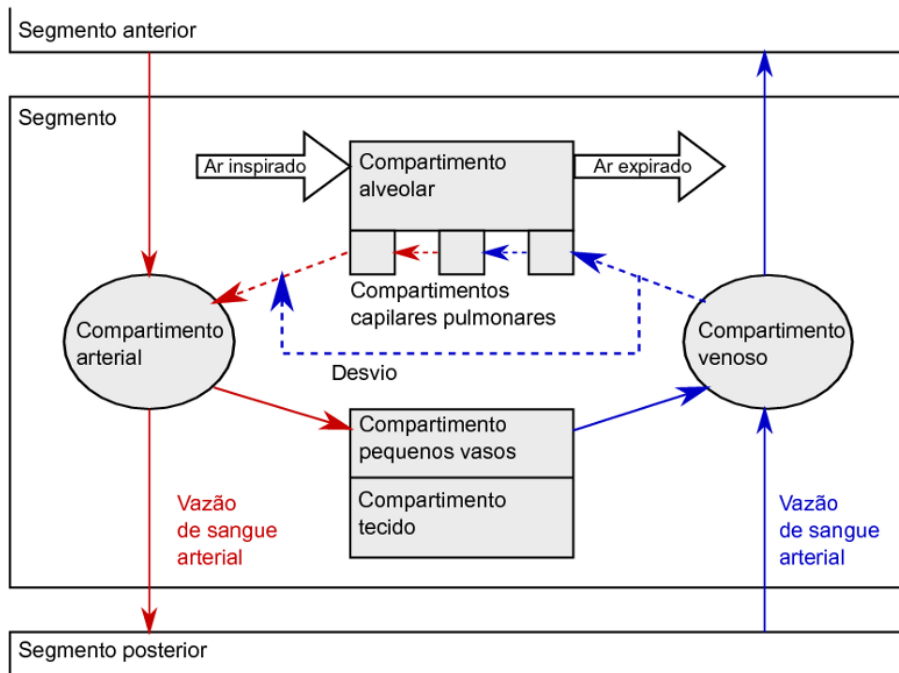 Segmento anterior
Segmento
Ar inspirado
Compartimento
alveolar
Ar expirado
Compartimentos
capilares pulmonares
Compartimento
arterial
Compartimento
venoso
Desvio
Compartimento
pequenos vasos
Compartimento
tecido
Vazão
de sangue
arterial
Vazão
de sangue
arterial
Segmento posterior